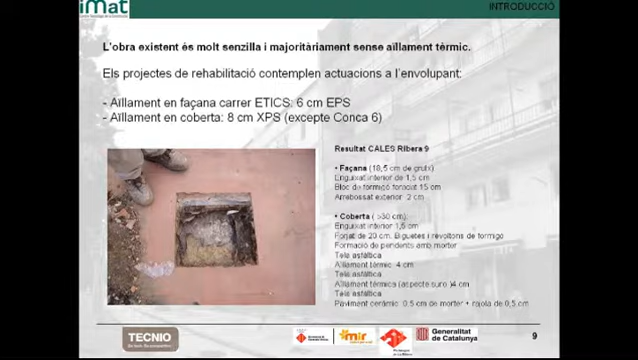 iMat
INTRODUCCIÓ
L'obra existent és molt senzilla i majoritàriament sense aïllament tèrmic.
Els projectes de rehabilitació contemplen actuacions a l'envolupant:
- Aïllament en façana carrer ETICS: 6 cm EPS
- Aïllament en coberta: 8 cm XPS (excepte Conca 6)
Resultat CALES Ribera 9
• Façana (18,5 cm de gruix)
Enguixat interior de 1,5 cm
Bloc de formigó foradat 15 cm
Arrebossat exterior 2 cm
• Coberta ( >30 cm):
Enguixat interior 1,5 cm
Forjat de 20 cm. Biguetes i revoltons de formigo
Formació de pendents amb morter
Tela asfàltica
Aïllament tèrmic 4 cm
Tela asfàltica
Aïllament tèrmica (aspecte suro )4 cm
Tela asfàltica
Paviment ceràmic: 0.5 cm de morter + rajola de 0,5cm
TECNIO
mir
Generalitat
de Catalunya
9